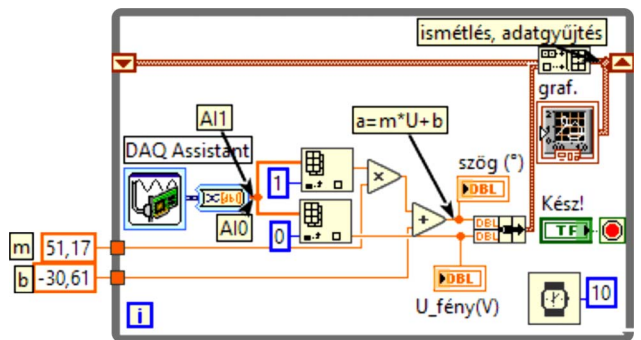 ismétlés, adatgyűjtés
graf.
AI1
a=m*U+b
DAQ Assistant
szög (°)
1
DBL
AI0
Kész!
0
DBL
DBL
TF
m 51,17
b -30,61
DBL
10
U_fény(V)
i